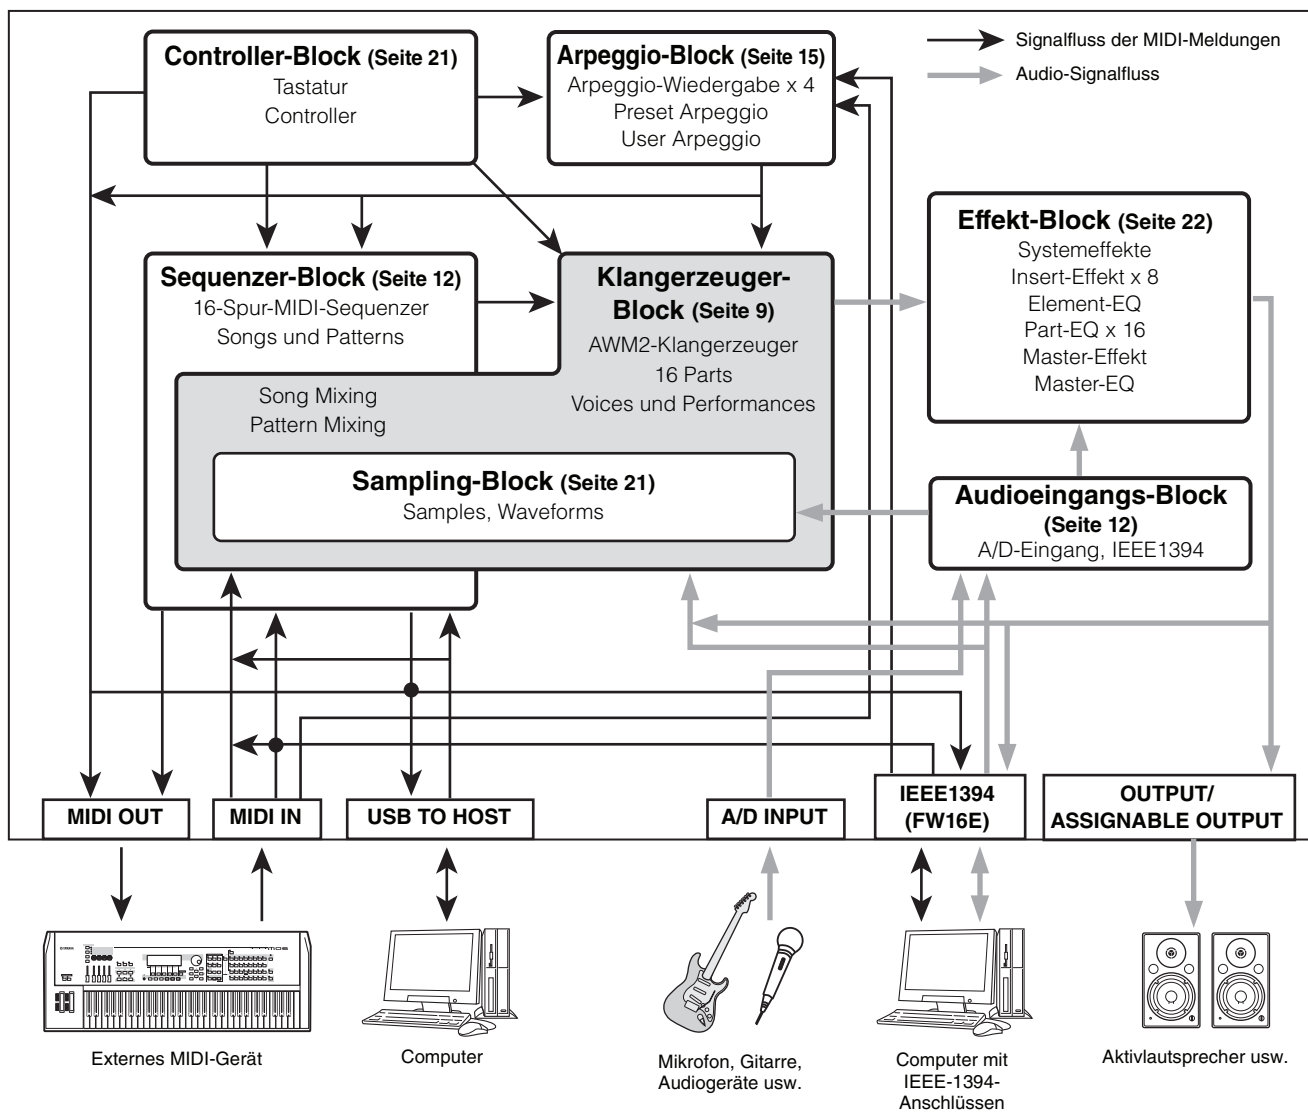 Controller-Block (Seite 21)
Tastatur
Controller
Arpeggio-Block (Seite 15)
Arpeggio-Wiedergabe x 4
Preset Arpeggio
User Arpeggio
Signalfluss der MIDI-Meldungen
Audio-Signalfluss
Sequenzer-Block (Seite 12)
16-Spur-MIDI-Sequenzer
Songs und Patterns
Klangerzeuger-
Block (Seite 9)
AWM2-Klangerzeuger
16 Parts
Voices und Performances
Song Mixing
Pattern Mixing
Sampling-Block (Seite 21)
Samples, Waveforms
Effekt-Block (Seite 22)
Systemeffekte
Insert-Effekt x 8
Element-EQ
Part-EQ x 16
Master-Effekt
Master-EQ
Audioeingangs-Block
(Seite 12)
A/D-Eingang, IEEE1394
MIDI OUT
MIDI IN
USB TO HOST
A/D INPUT
IEEE1394
(FW16E)
OUTPUT/
ASSIGNABLE OUTPUT
Externes MIDI-Gerät
Computer
Mikrofon, Gitarre,
Audiogeräte usw.
Computer mit
IEEE-1394-
Anschlüssen
Aktivlautsprecher usw.